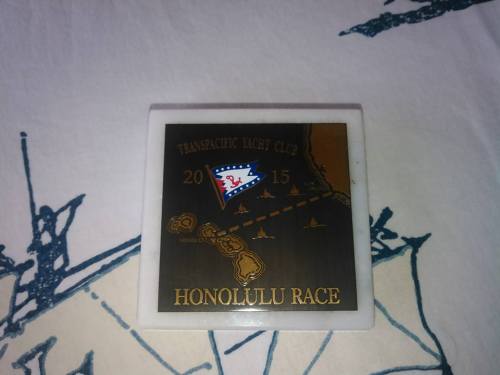 TRANSPACIFIC YACHT CLUB
20 15
HONOLULU RACE